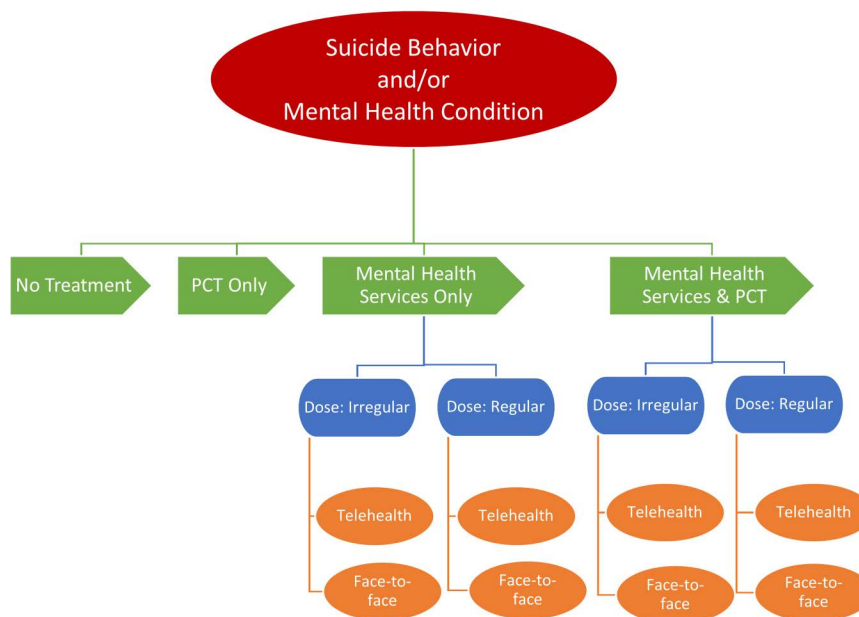 Suicide Behavior
and/or
Mental Health Condition
No Treatment
PCT Only
Mental Health
Services Only
Mental Health
Services & PCT
Dose: Irregular
Dose: Regular
Dose: Irregular
Dose: Regular
Telehealth
Telehealth
Telehealth
Telehealth
Face-to-
face
Face-to-
face
Face-to-
face
Face-to-
face